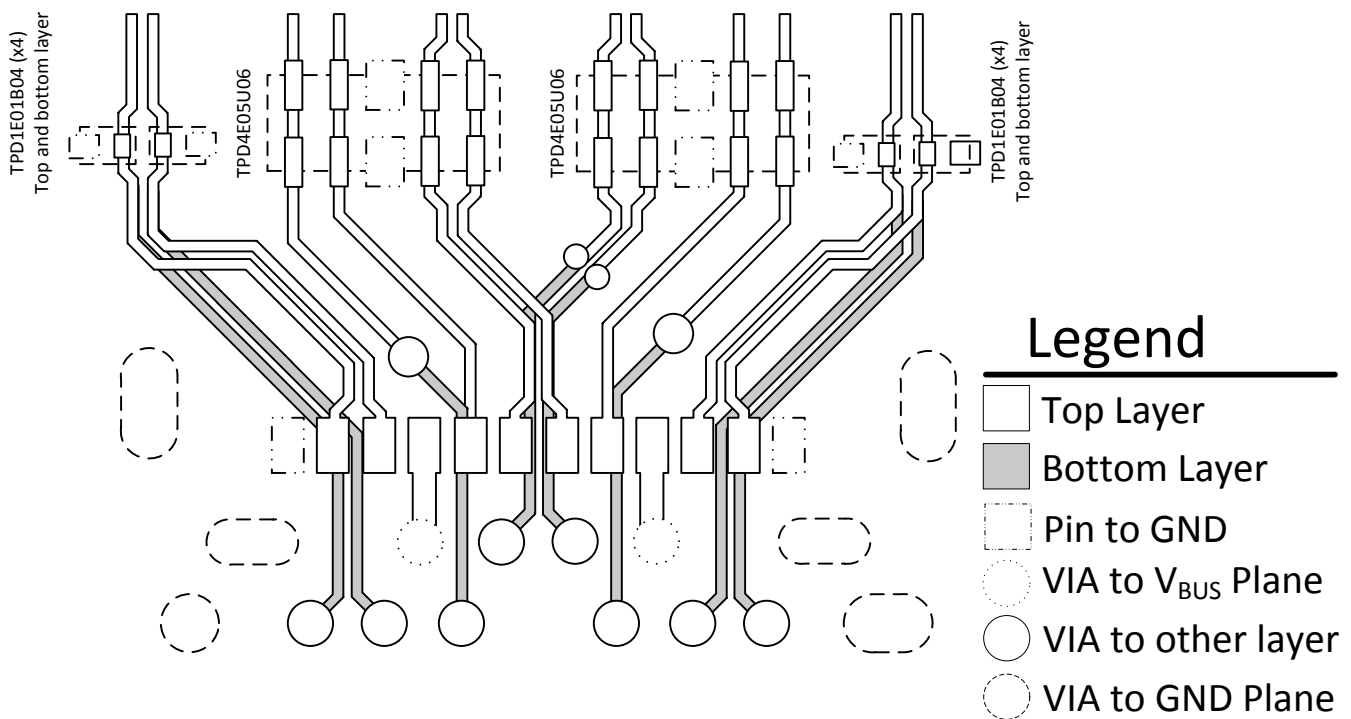 TPD1E01B04 (x4)
Top and bottom layer
TPD4E05U06
TPD4E05U06
TPD1E01B04 (x4)
Top and bottom layer
Legend
Top Layer
Bottom Layer
Pin to GND
VIA to VBUS Plane
VIA to other layer
VIA to GND Plane